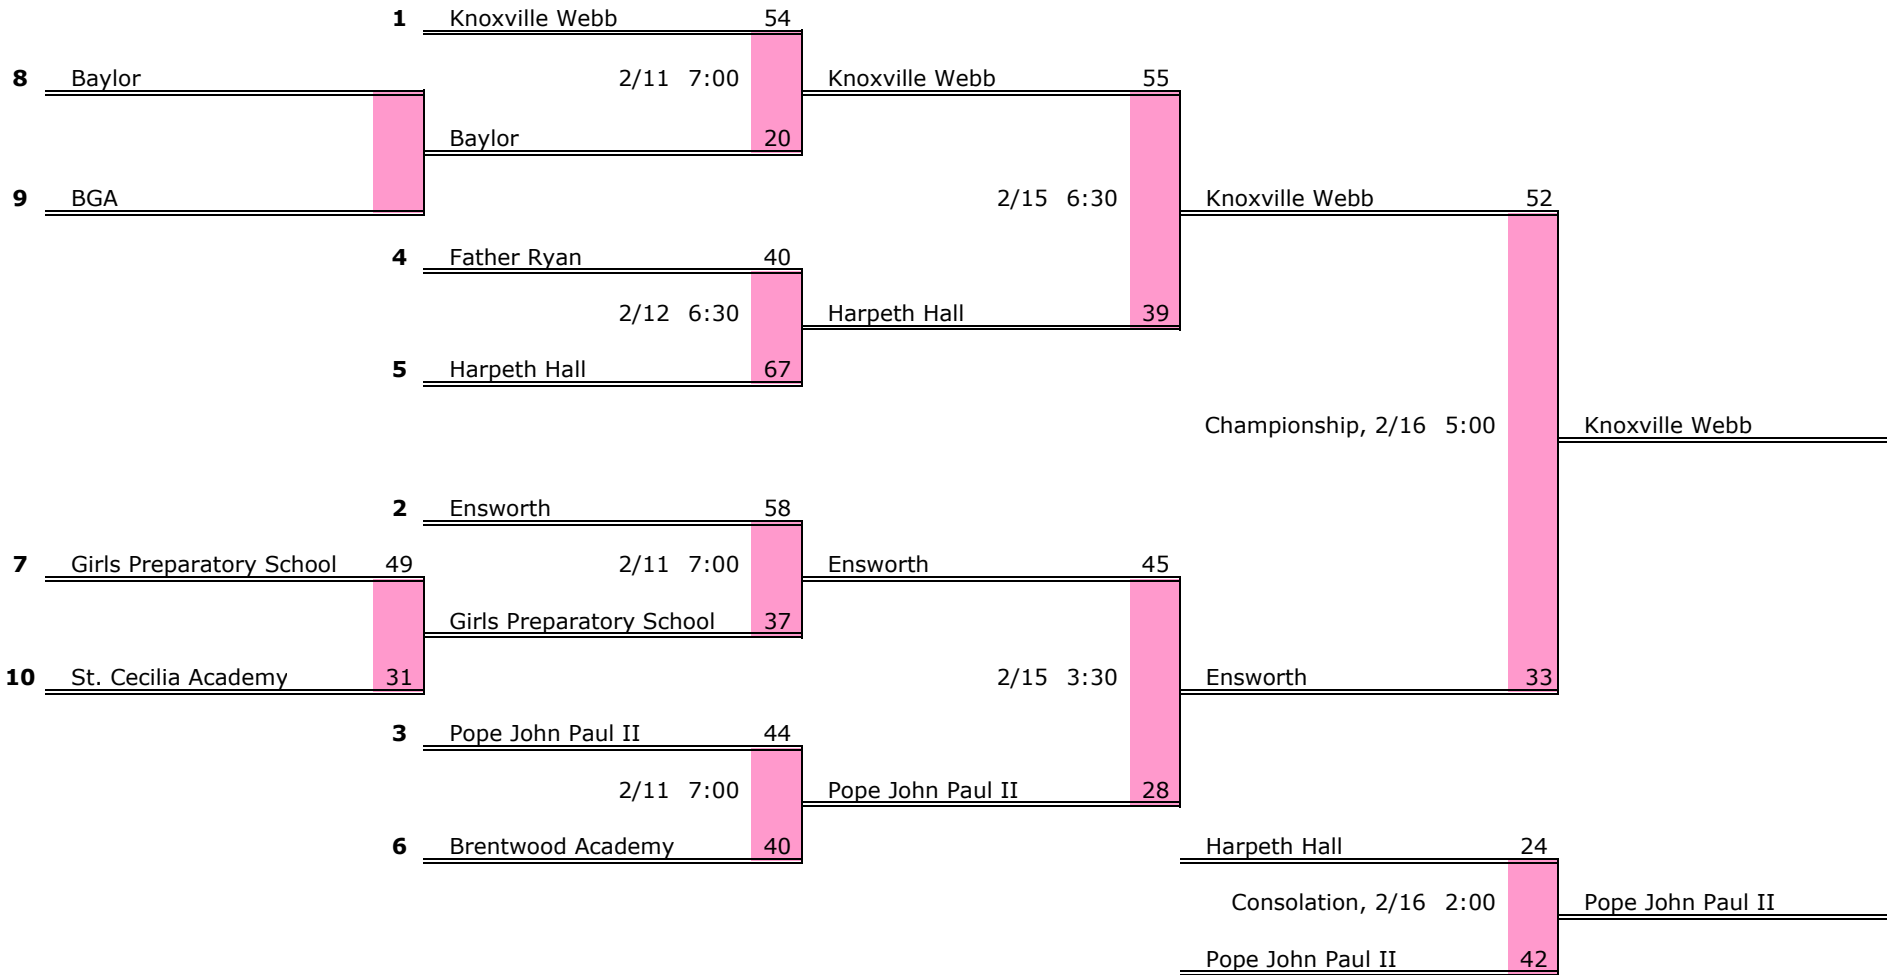 1 Knoxville Webb 54
8 Baylor 2/11 7:00 Knoxville Webb 55
Baylor 20
9 BGA 2/15 6:30 Knoxville Webb 52
4 Father Ryan 40
2/12 6:30 Harpeth Hall 39
5 Harpeth Hall 67
Championship, 2/16 5:00 Knoxville Webb
2 Ensworth 58
7 Girls Preparatory School 49 2/11 7:00 Ensworth 45
Girls Preparatory School 37
10 St. Cecilia Academy 31 2/15 3:30 Ensworth 33
3 Pope John Paul II 44
2/11 7:00 Pope John Paul II 28
6 Brentwood Academy 40 Harpeth Hall 24
Consolation, 2/16 2:00 Pope John Paul II
Pope John Paul II 42